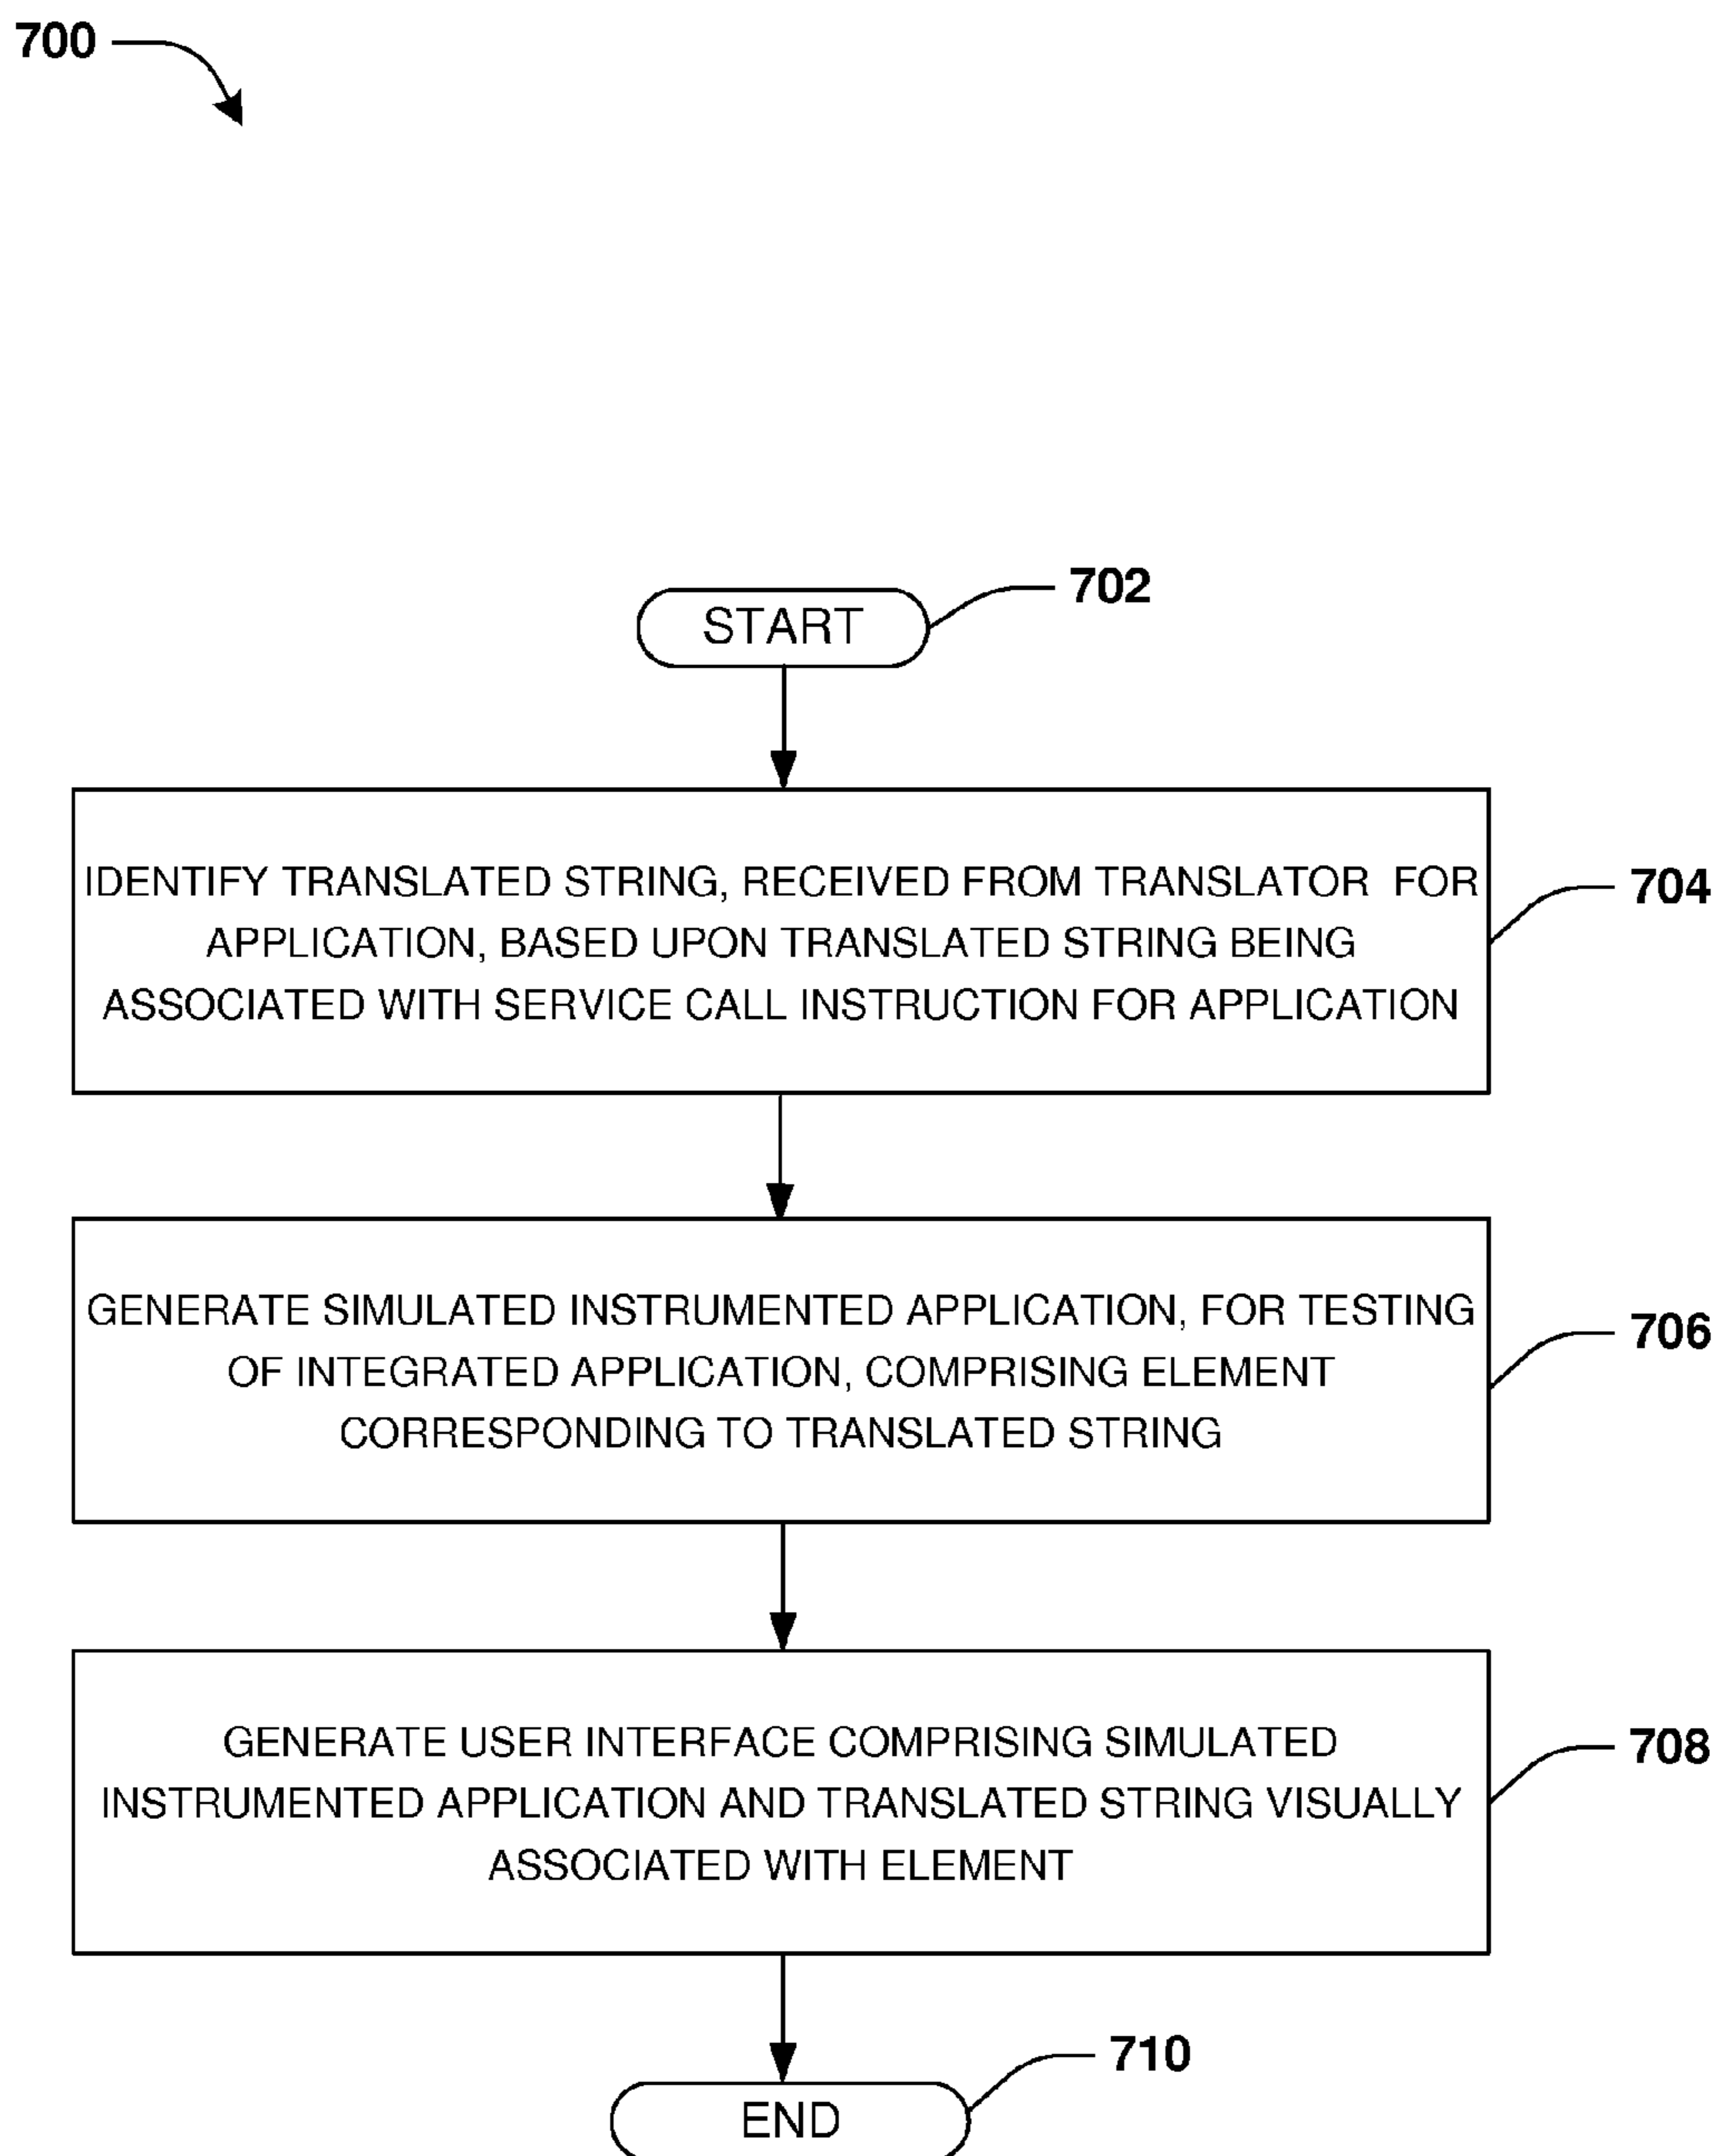 700
START
702
IDENTIFY TRANSLATED STRING, RECEIVED FROM TRANSLATOR FOR
APPLICATION, BASED UPON TRANSLATED STRING BEING
ASSOCIATED WITH SERVICE CALL INSTRUCTION FOR APPLICATION
704
GENERATE SIMULATED INSTRUMENTED APPLICATION, FOR TESTING
OF INTEGRATED APPLICATION, COMPRISING ELEMENT
CORRESPONDING TO TRANSLATED STRING
706
GENERATE USER INTERFACE COMPRISING SIMULATED
INSTRUMENTED APPLICATION AND TRANSLATED STRING VISUALLY
ASSOCIATED WITH ELEMENT
708
710
END